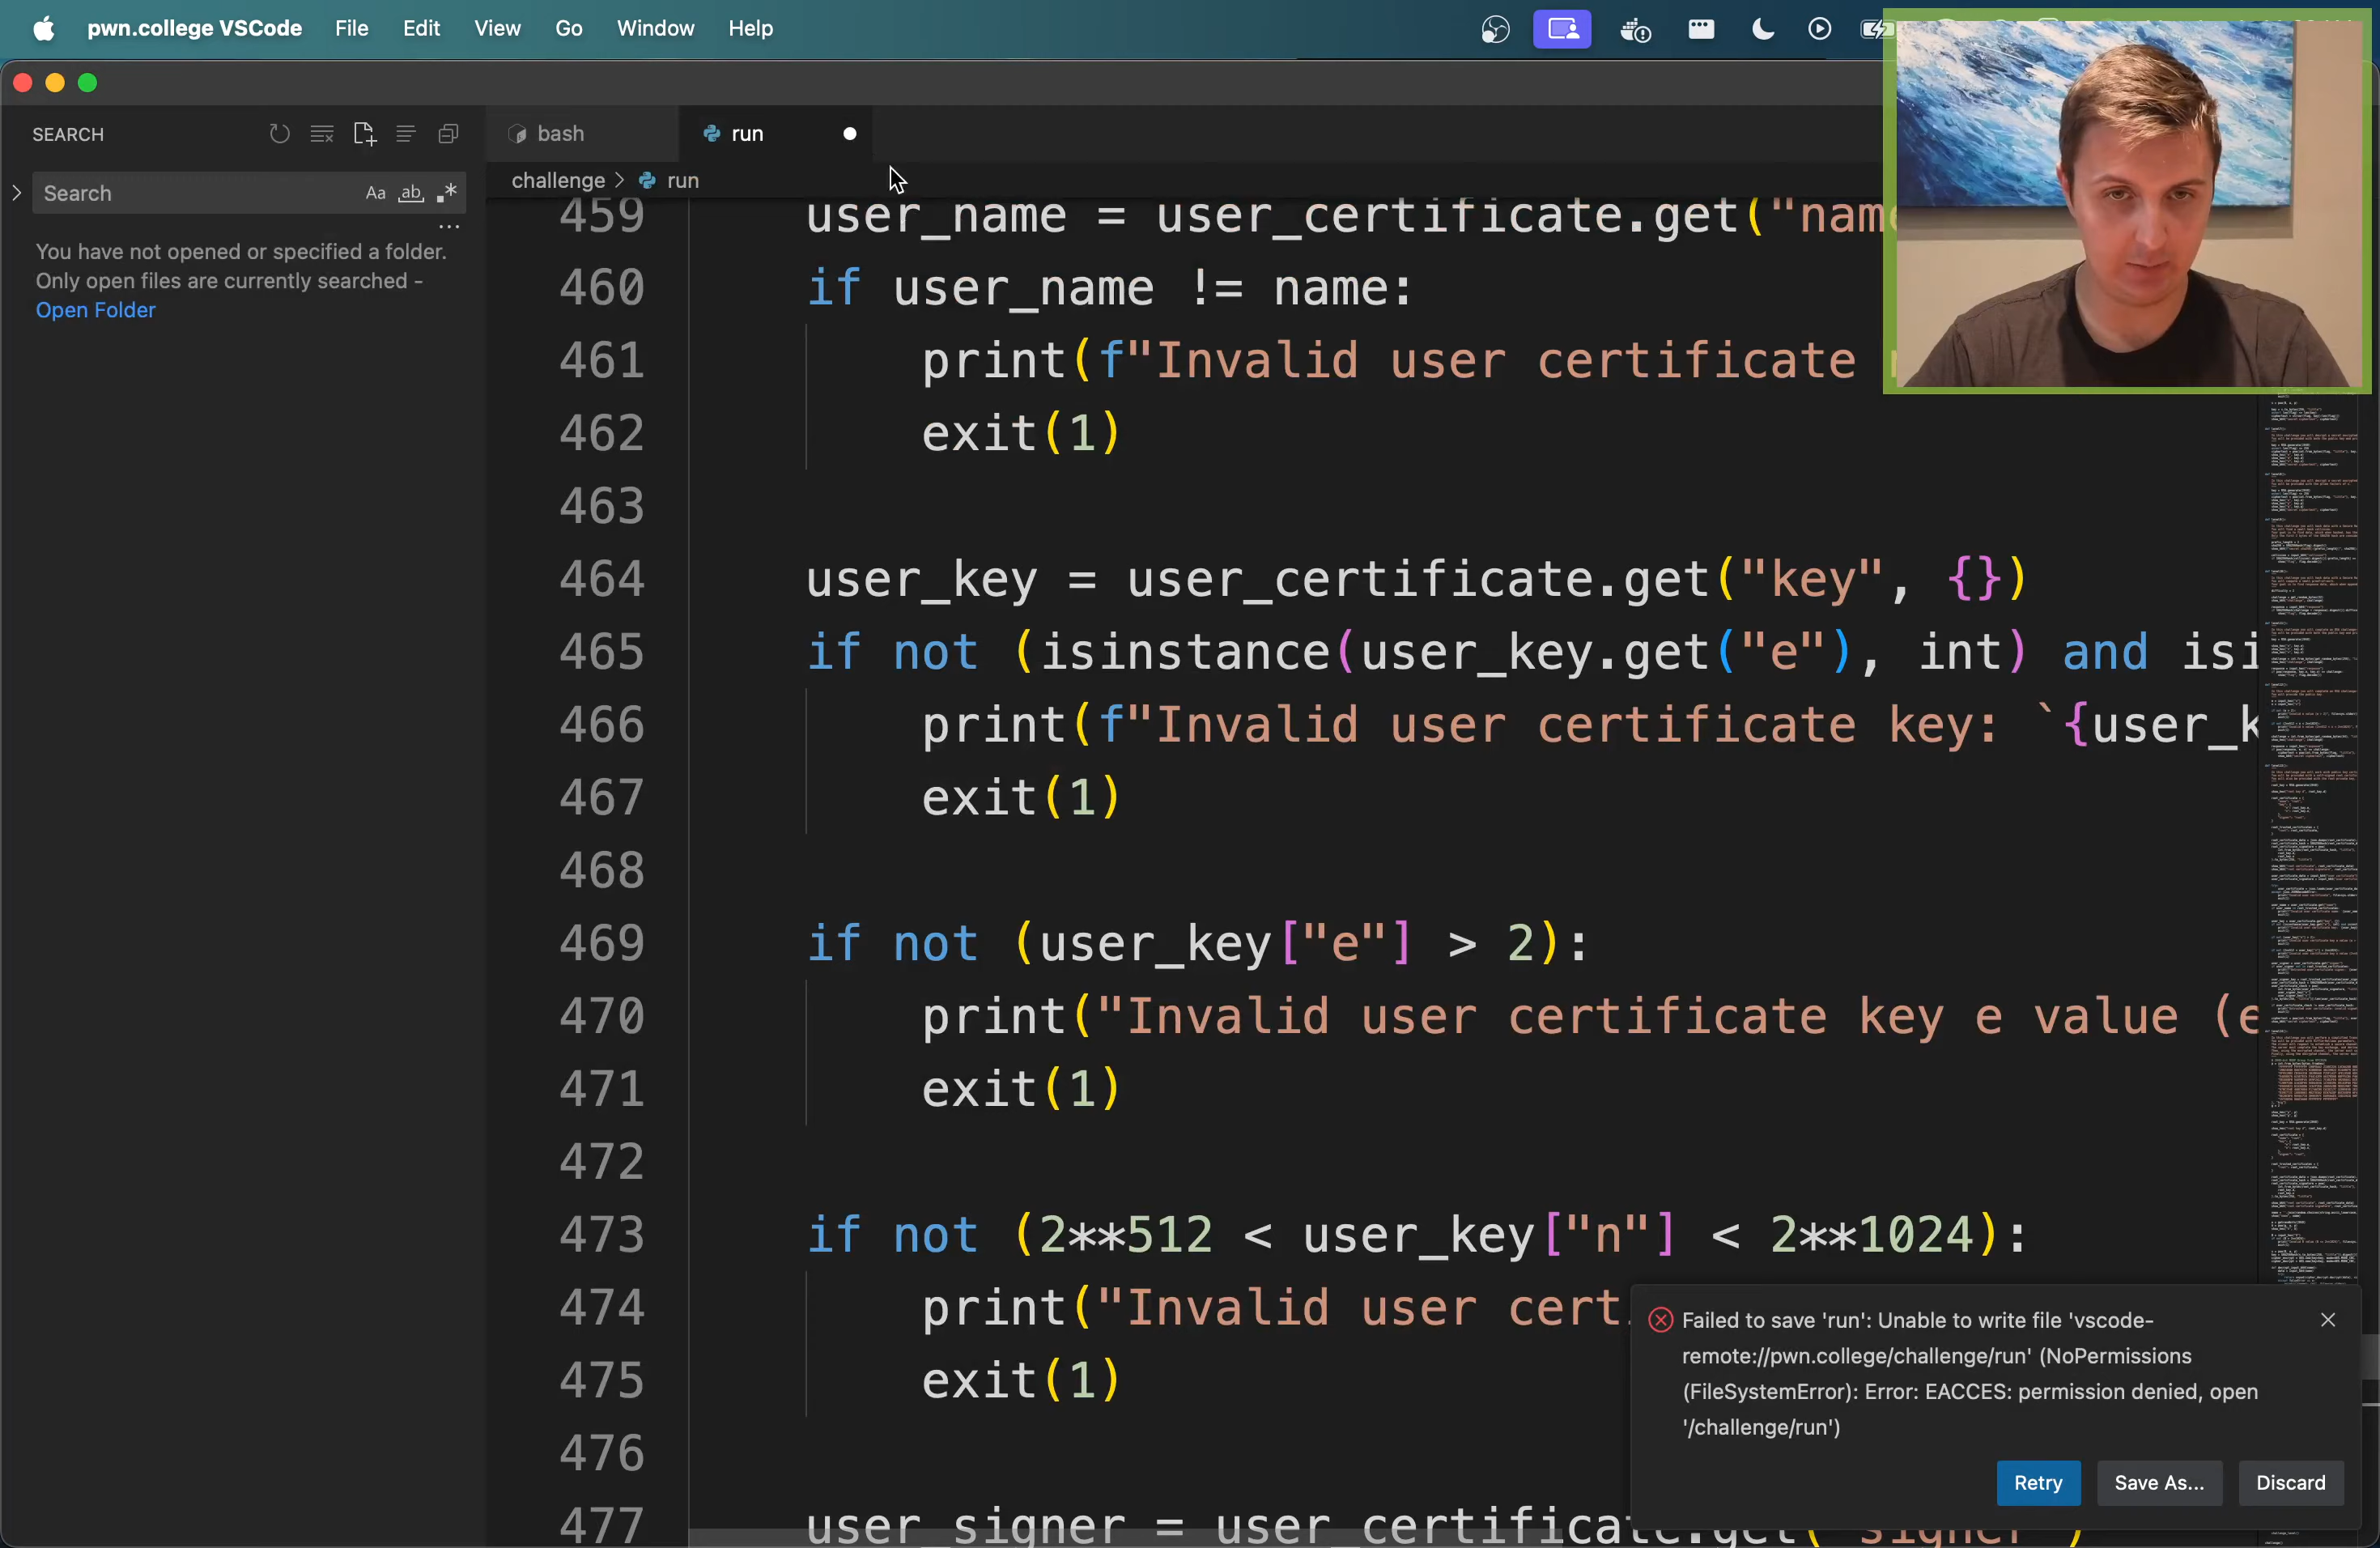 pwn.college VSCode File Edit View Go Window Help
SEARCH
Search
Aa ab .*
...
You have not opened or specified a folder.
Only open files are currently searched -
Open Folder
bash
run
challenge > run
459 user_name = user_certificate.get("nam
460 if user_name != name:
461 print(f"Invalid user certificate
462 exit(1)
463
464 user_key = user_certificate.get("key", {})
465 if not (isinstance(user_key.get("e"), int) and isi
466 print(f"Invalid user certificate key: `{user_k
467 exit(1)
468
469 if not (user_key["e"] > 2):
470 print("Invalid user certificate key e value (e
471 exit(1)
472
473 if not (2**512 < user_key["n"] < 2**1024):
474 print("Invalid user cert
475 exit(1)
476
477 user_signer = user_certificate.get("signer")
Failed to save 'run': Unable to write file 'vscode-
remote://pwn.college/challenge/run' (NoPermissions
(FileSystemError): Error: EACCES: permission denied, open
'/challenge/run')
Retry
Save As...
Discard